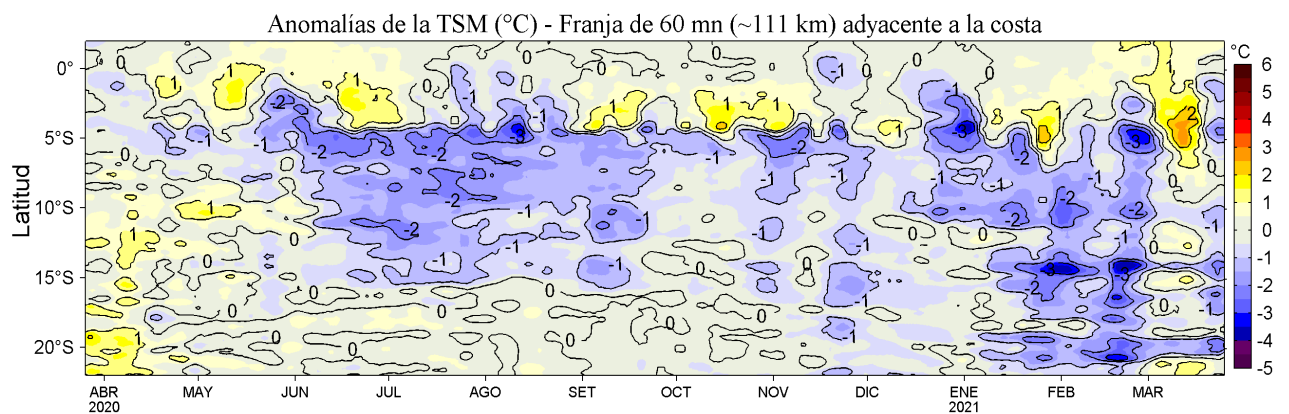 Anomalías de la TSM (°C) - Franja de 60 mn (~111 km) adyacente a la costa
°C
Latitud
0°
5°S
10°S
15°S
20°S
6
5
4
3
2
1
0
-1
-2
-3
-4
-5
ABR MAY JUN JUL AGO SET OCT NOV DIC ENE FEB MAR
2020 2021